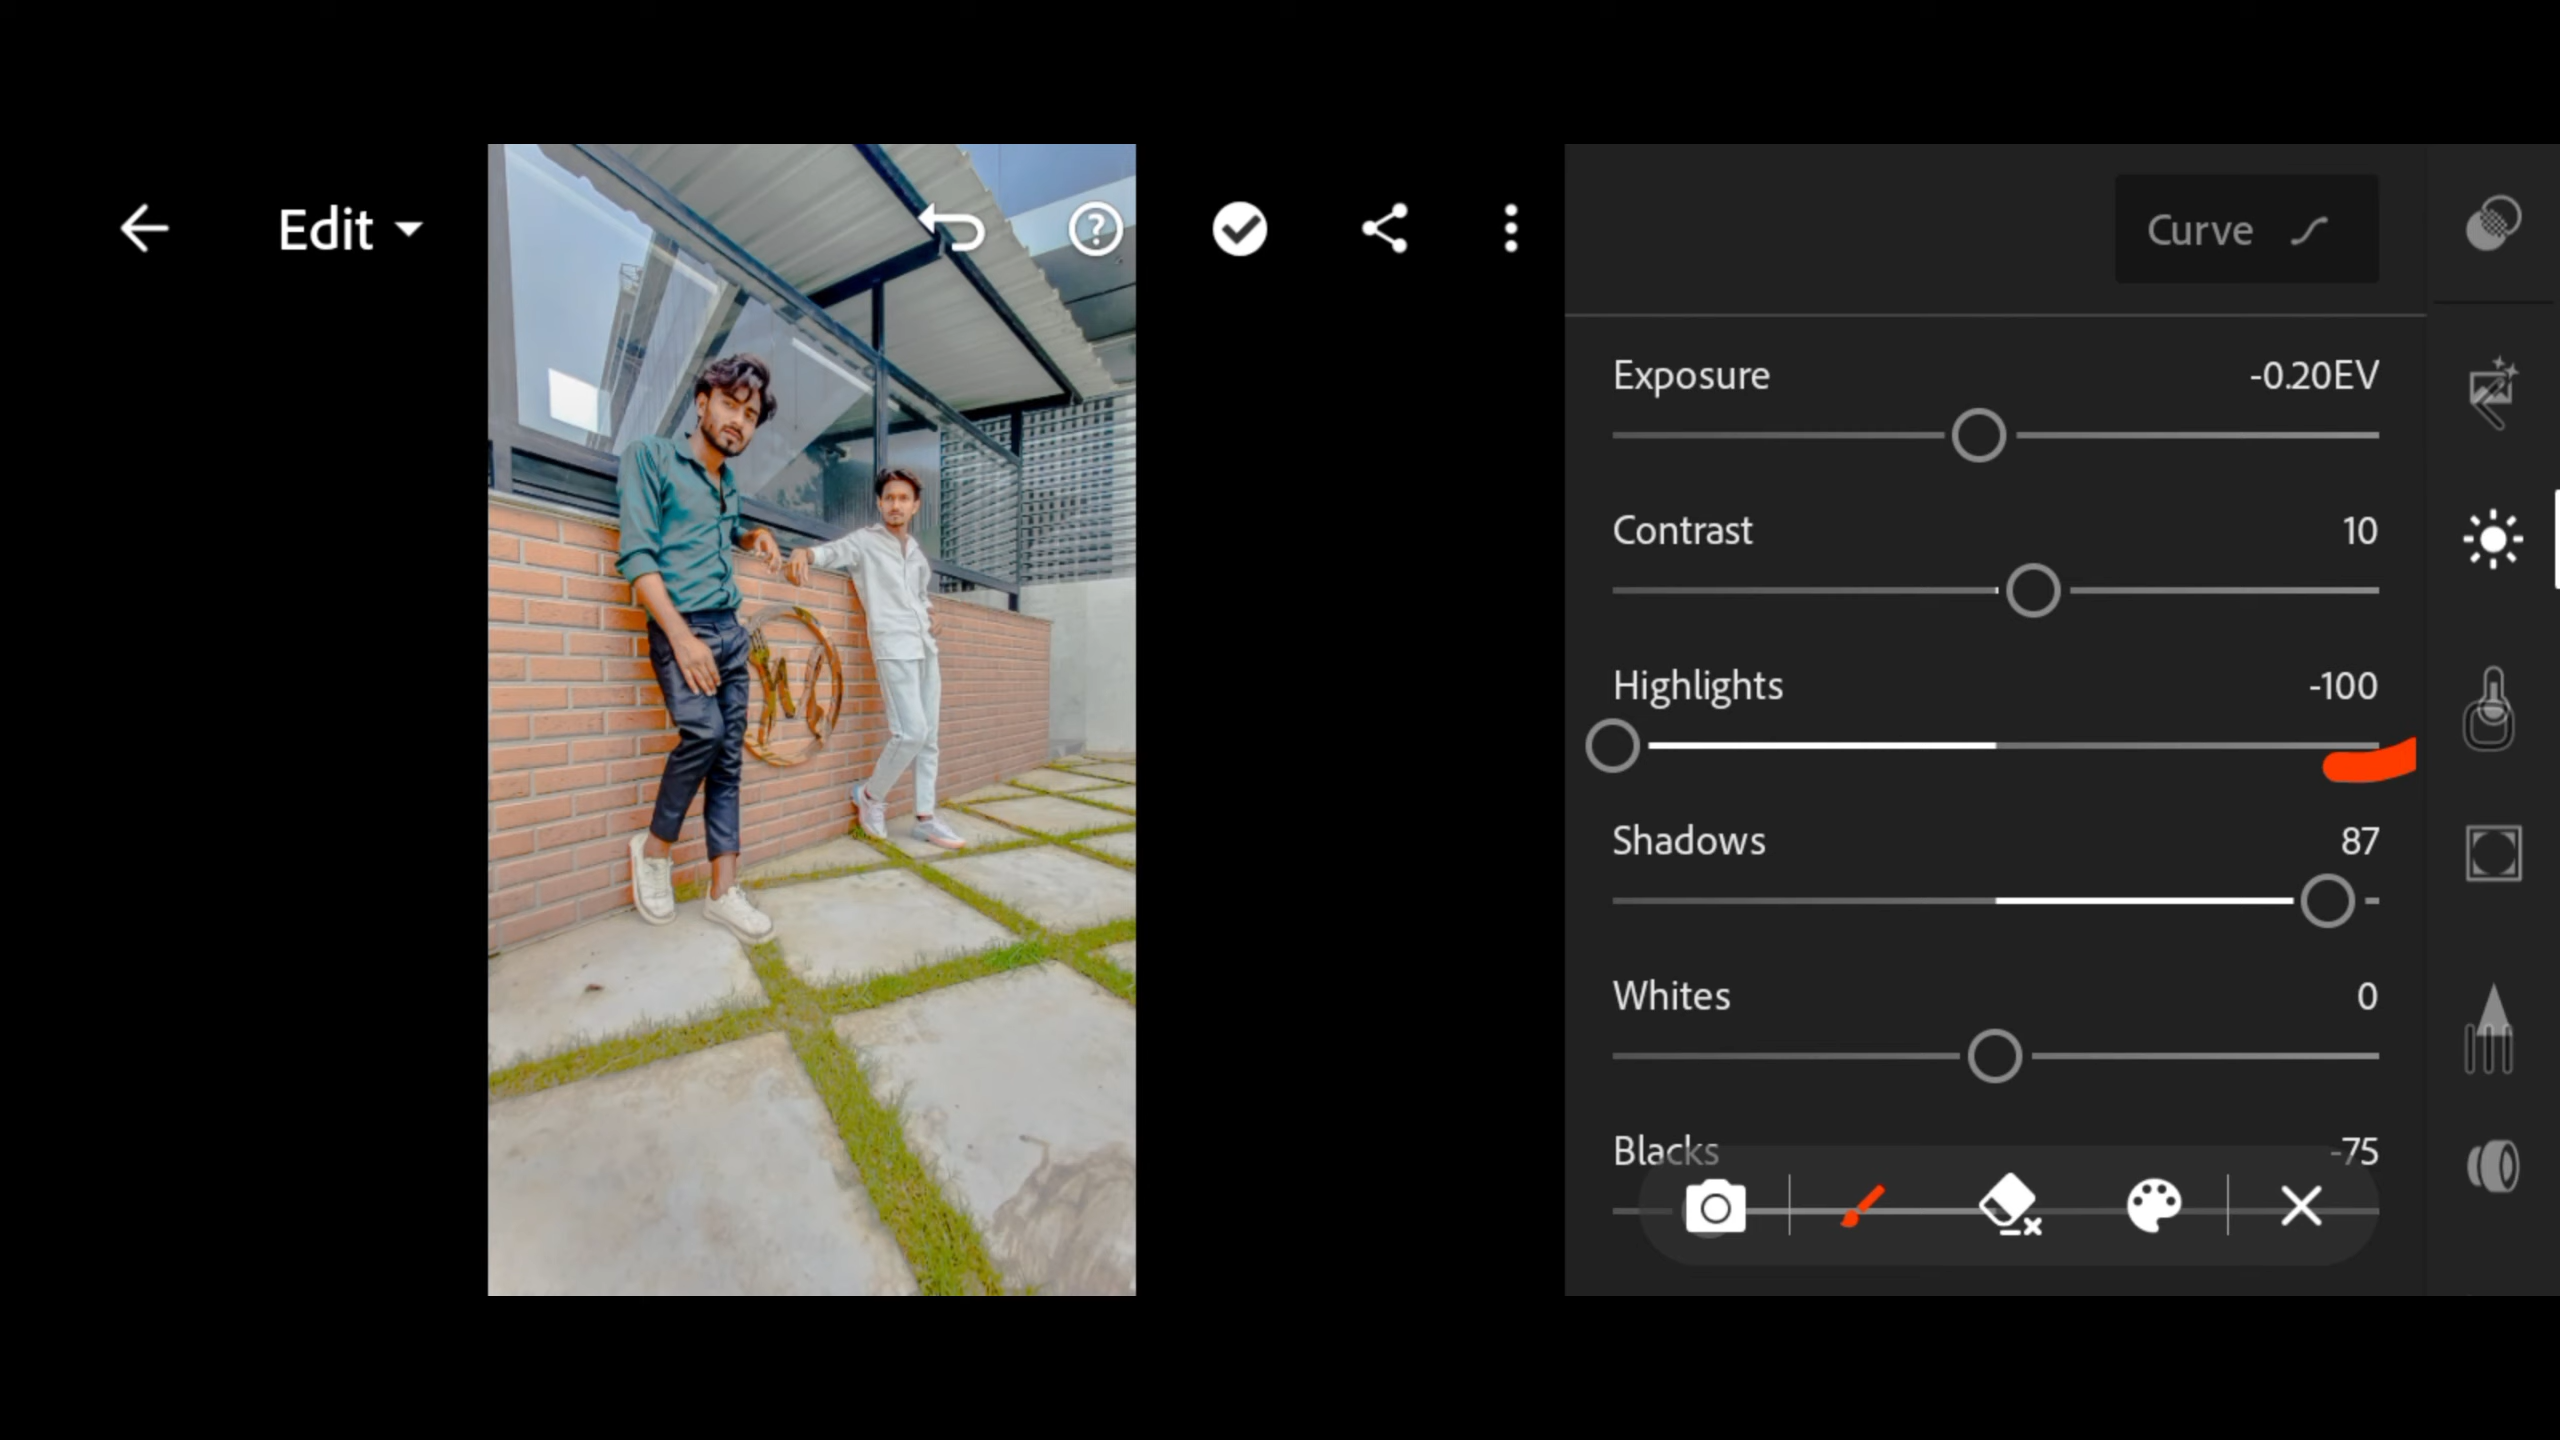 Edit
Curve
Exposure -0.20EV
Contrast 10
Highlights -100
Shadows 87
Whites 0
Blacks -75